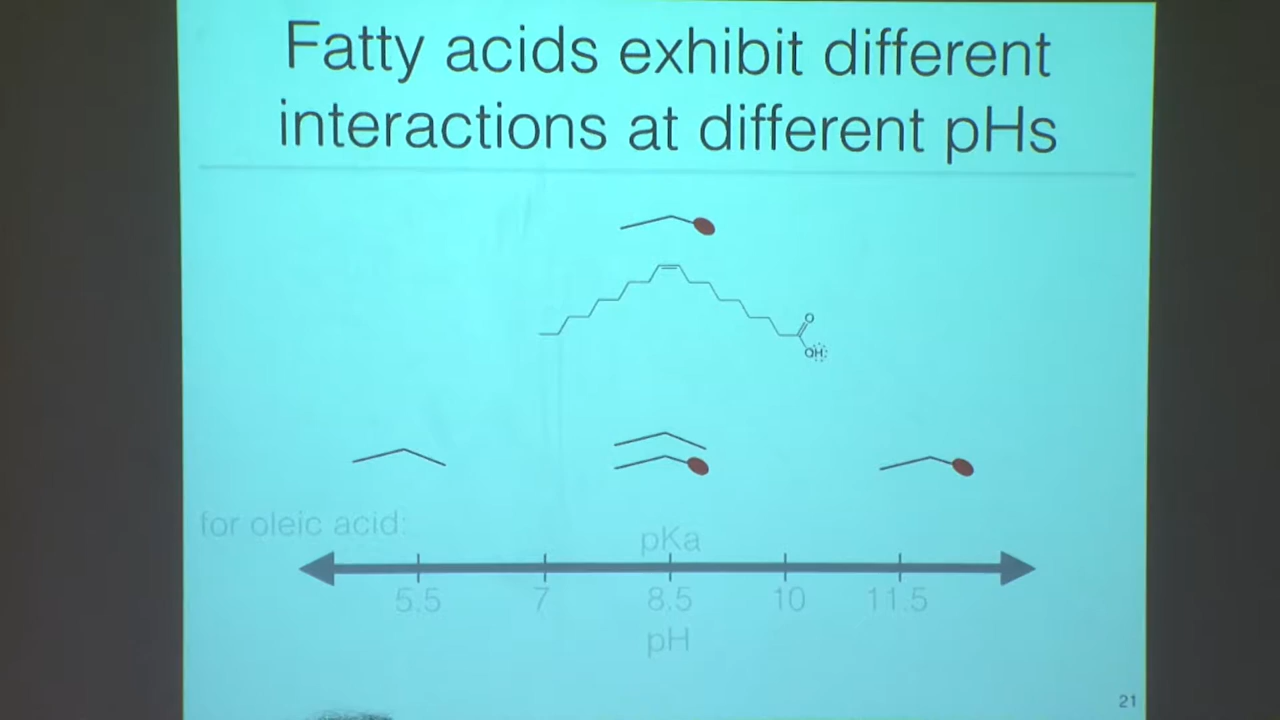 Fatty acids exhibit different
interactions at different pHs
O
OH
for oleic acid:
pKa
5.5 7 8.5 10 11.5
pH
21